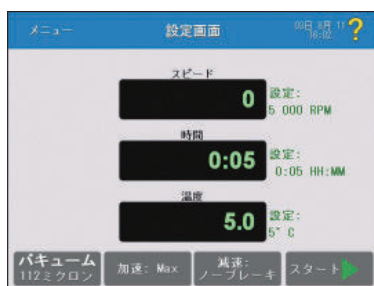 メニュー
設定画面
00日 8月 11
16:02
?
スピード
0
設定:
5 000 RPM
時間
0:05
設定:
0:05 HH:MM
温度
5.0
設定:
5° C
バキューム
112ミクロン
加速: Max
減速:
ノーブレーキ
スタート